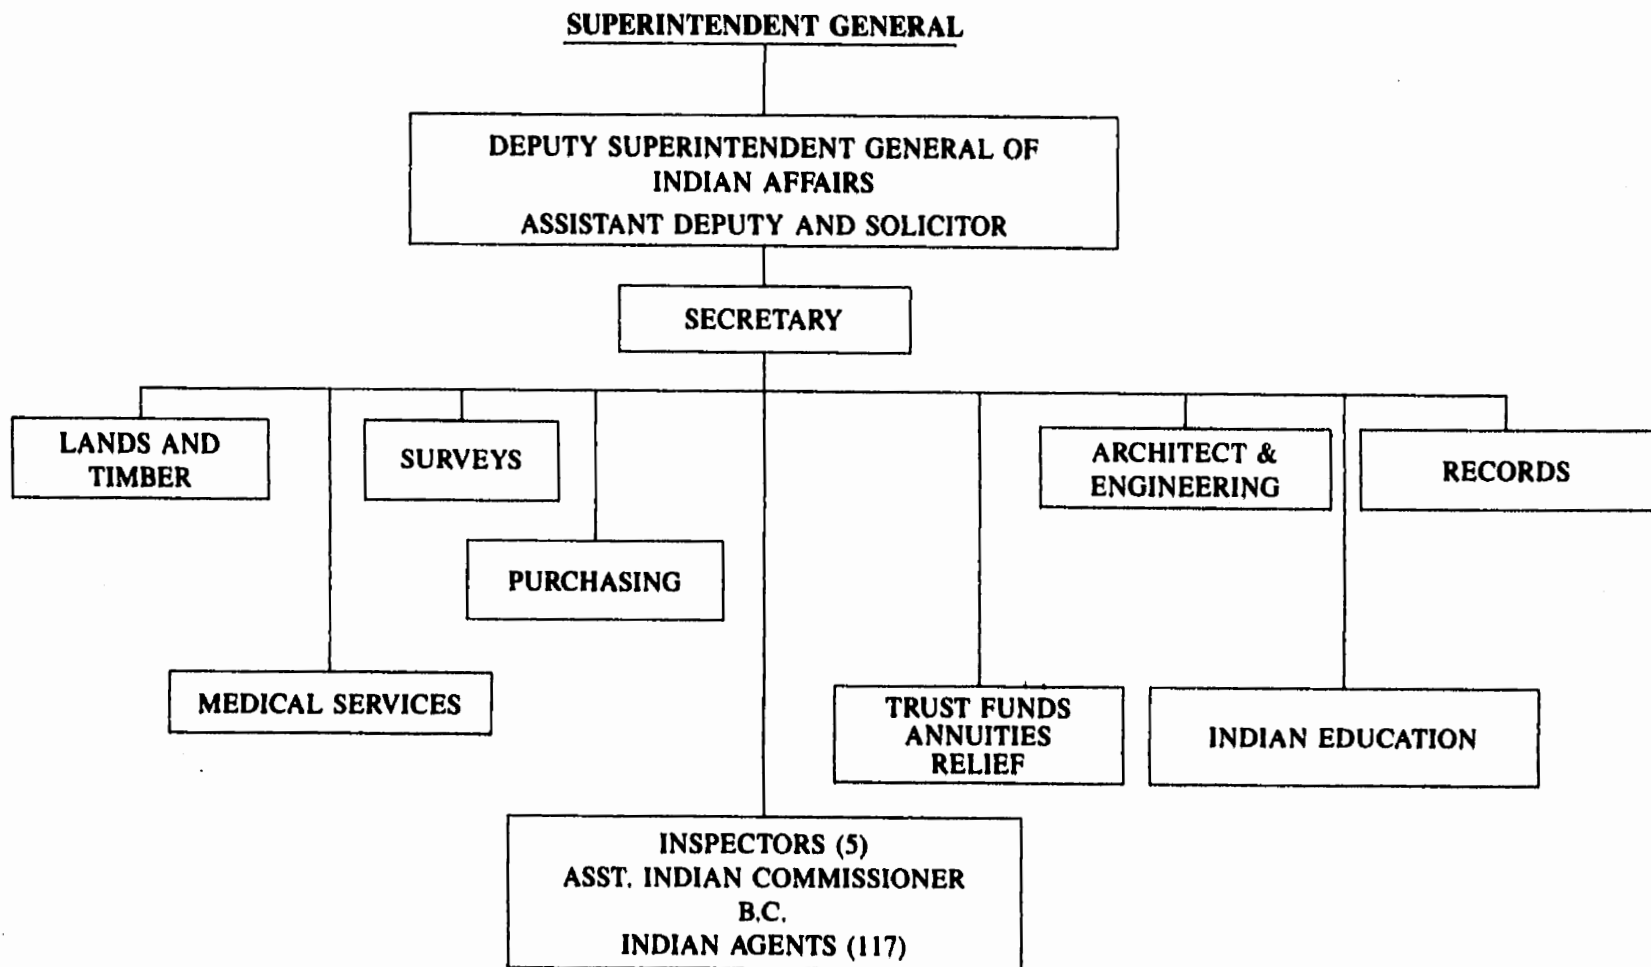 SUPERINTENDENT GENERAL
DEPUTY SUPERINTENDENT GENERAL OF
INDIAN AFFAIRS
ASSISTANT DEPUTY AND SOLICITOR
SECRETARY
LANDS AND
TIMBER
SURVEYS
ARCHITECT &
ENGINEERING
RECORDS
PURCHASING
MEDICAL SERVICES
TRUST FUNDS
ANNUITIES
RELIEF
INDIAN EDUCATION
INSPECTORS (5)
ASST. INDIAN COMMISSIONER
B.C.
INDIAN AGENTS (117)